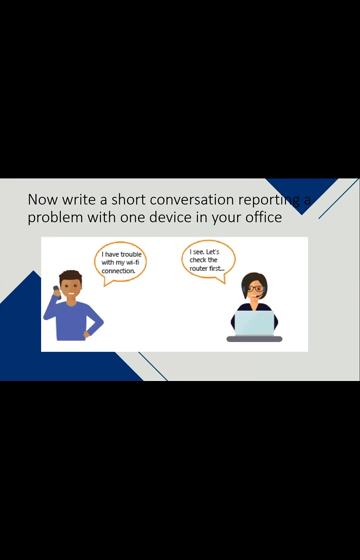 Now write a short conversation reporting a
problem with one device in your office
I have trouble
with my wi-fi
connection.
I see. Let's
check the
router first...